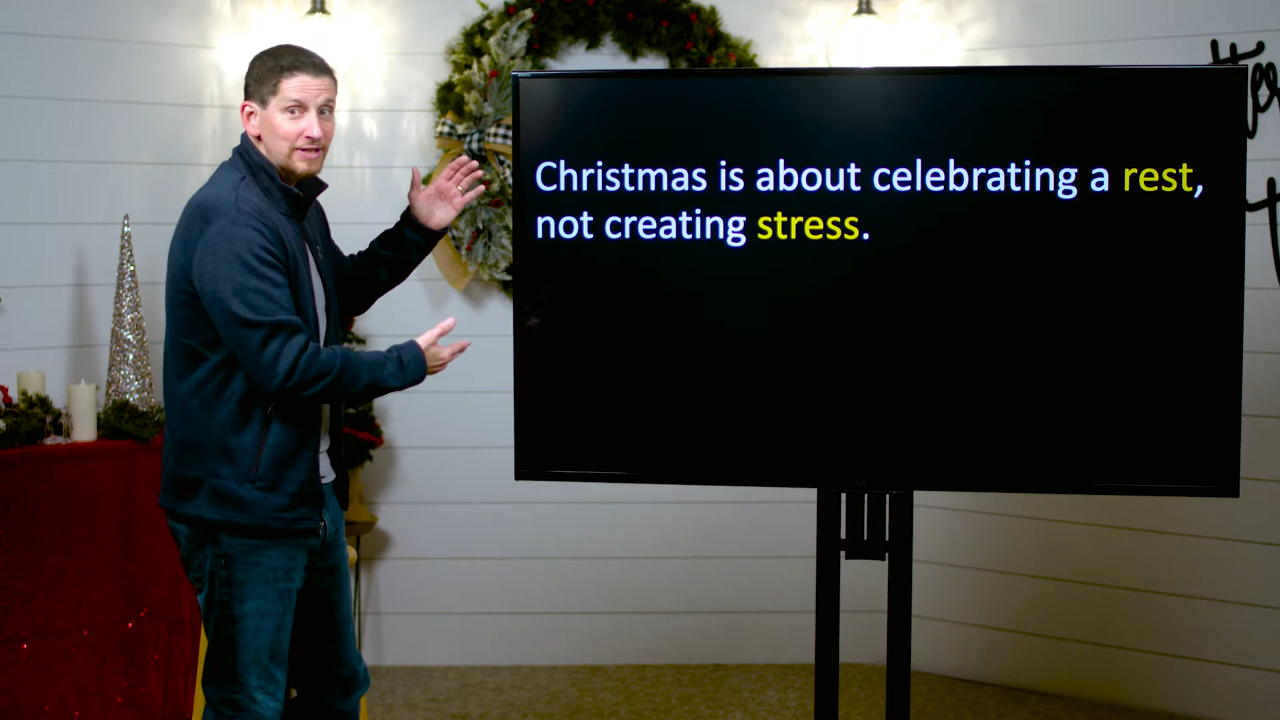 Christmas is about celebrating a rest,
not creating stress.